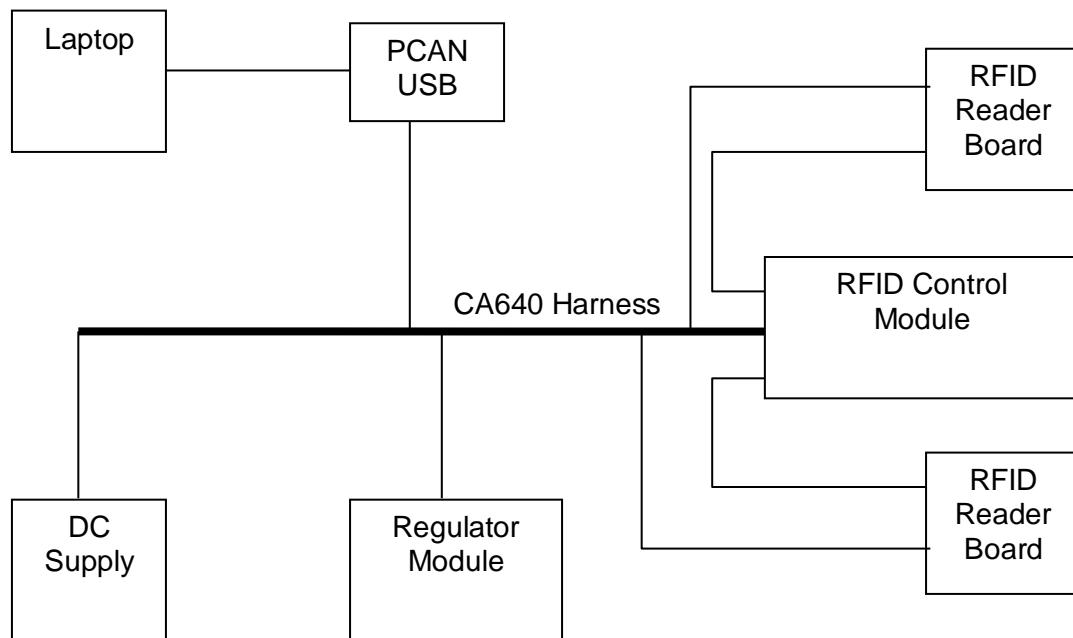 Laptop
PCAN
USB
RFID
Reader
Board
RFID Control
Module
CA640 Harness
DC
Supply
Regulator
Module
RFID
Reader
Board